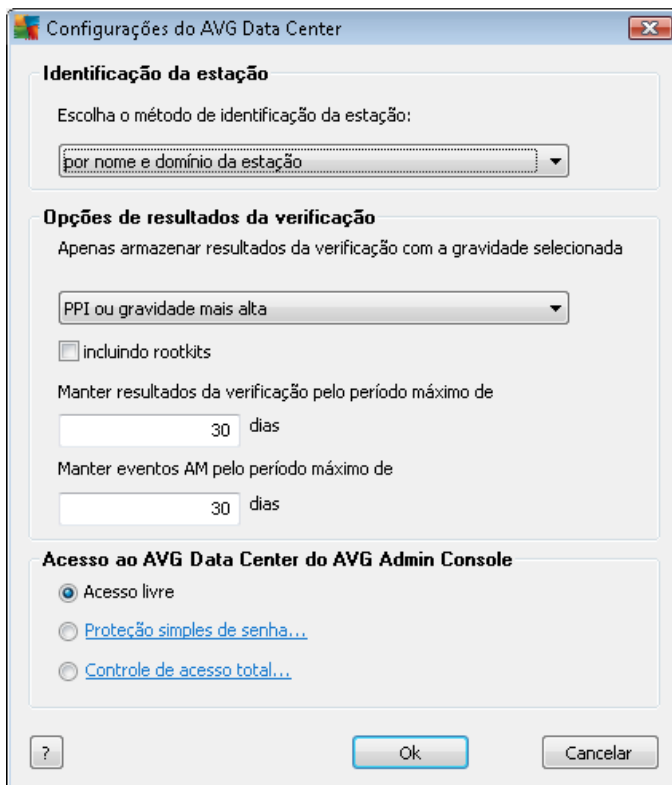 Configurações do AVG Data Center
Identificação da estação
Escolha o método de identificação da estação:
por nome e domínio da estação
Opções de resultados da verificação
Apenas armazenar resultados da verificação com a gravidade selecionada
PPI ou gravidade mais alta
incluindo rootkits
Manter resultados da verificação pelo período máximo de
30 dias
Manter eventos AM pelo período máximo de
30 dias
Acesso ao AVG Data Center do AVG Admin Console
Acesso livre
Proteção simples de senha...
Controle de acesso total...
? Ok Cancelar